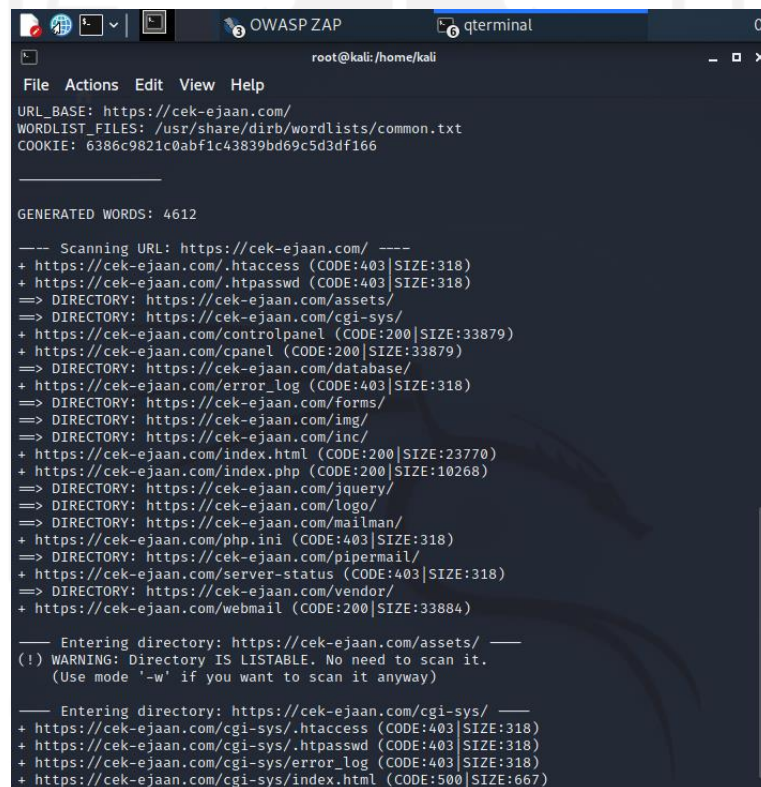 OWASP ZAP
qterminal
root@kali:/home/kali
File Actions Edit View Help
URL_BASE: https://cek-ejaan.com/
WORDLIST_FILES: /usr/share/dirb/wordlists/common.txt
COOKIE: 6386c9821c0abf1c43839bd69c5d3df166
GENERATED WORDS: 4612
---- Scanning URL: https://cek-ejaan.com/ ----
+ https://cek-ejaan.com/.htaccess (CODE:403|SIZE:318)
+ https://cek-ejaan.com/.htpasswd (CODE:403|SIZE:318)
==> DIRECTORY: https://cek-ejaan.com/assets/
==> DIRECTORY: https://cek-ejaan.com/cgi-sys/
+ https://cek-ejaan.com/controlpanel (CODE:200|SIZE:33879)
+ https://cek-ejaan.com/cpanel (CODE:200|SIZE:33879)
==> DIRECTORY: https://cek-ejaan.com/database/
+ https://cek-ejaan.com/error_log (CODE:403|SIZE:318)
==> DIRECTORY: https://cek-ejaan.com/forms/
==> DIRECTORY: https://cek-ejaan.com/img/
==> DIRECTORY: https://cek-ejaan.com/inc/
+ https://cek-ejaan.com/index.html (CODE:200|SIZE:23770)
+ https://cek-ejaan.com/index.php (CODE:200|SIZE:10268)
==> DIRECTORY: https://cek-ejaan.com/jquery/
==> DIRECTORY: https://cek-ejaan.com/logo/
==> DIRECTORY: https://cek-ejaan.com/mailman/
+ https://cek-ejaan.com/php.ini (CODE:403|SIZE:318)
==> DIRECTORY: https://cek-ejaan.com/pipermail/
+ https://cek-ejaan.com/server-status (CODE:403|SIZE:318)
==> DIRECTORY: https://cek-ejaan.com/vendor/
+ https://cek-ejaan.com/webmail (CODE:200|SIZE:33884)
---- Entering directory: https://cek-ejaan.com/assets/ ----
(!) WARNING: Directory IS LISTABLE. No need to scan it.
(Use mode '-w' if you want to scan it anyway)
---- Entering directory: https://cek-ejaan.com/cgi-sys/ ----
+ https://cek-ejaan.com/cgi-sys/.htaccess (CODE:403|SIZE:318)
+ https://cek-ejaan.com/cgi-sys/.htpasswd (CODE:403|SIZE:318)
+ https://cek-ejaan.com/cgi-sys/error_log (CODE:403|SIZE:318)
+ https://cek-ejaan.com/cgi-sys/index.html (CODE:500|SIZE:667)